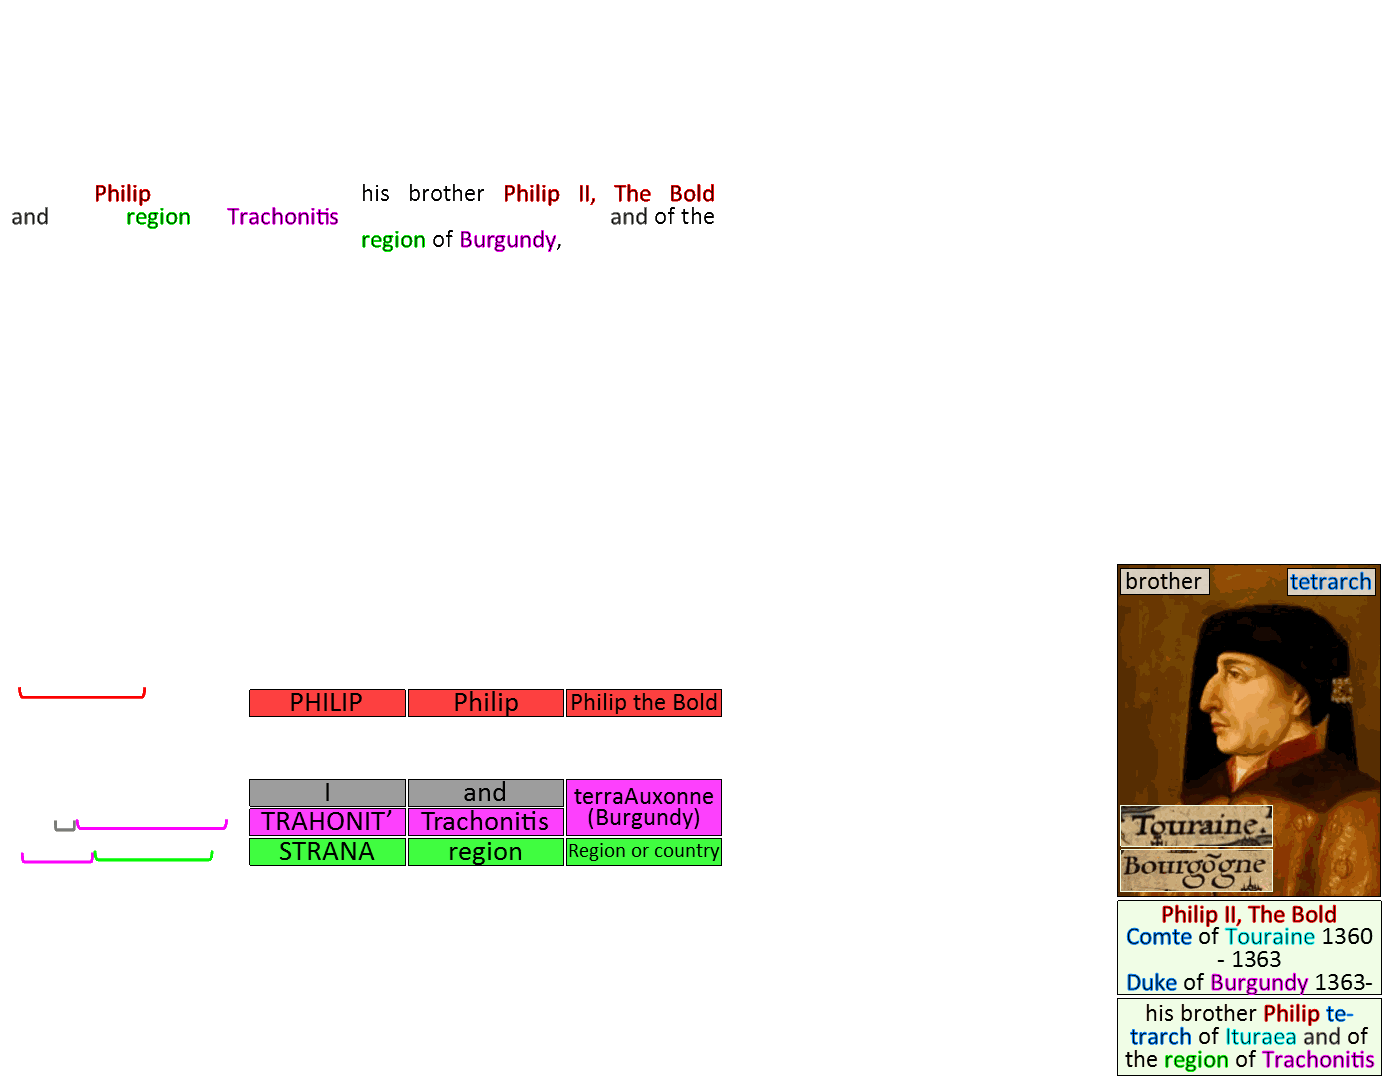 Philip
and region Trachonitis
his brother Philip II, The Bold
and of the
region of Burgundy,
brother
tetrarch
PHILIP Philip Philip the Bold
I and terraAuxonne
(Burgundy)
TRAHONIT’ Trachonitis
STRANA region Region or country
Touraine.
Bourgõgne
Philip II, The Bold
Comte of Touraine 1360
- 1363
Duke of Burgundy 1363-
his brother Philip te-
trarch of Ituraea and of
the region of Trachonitis